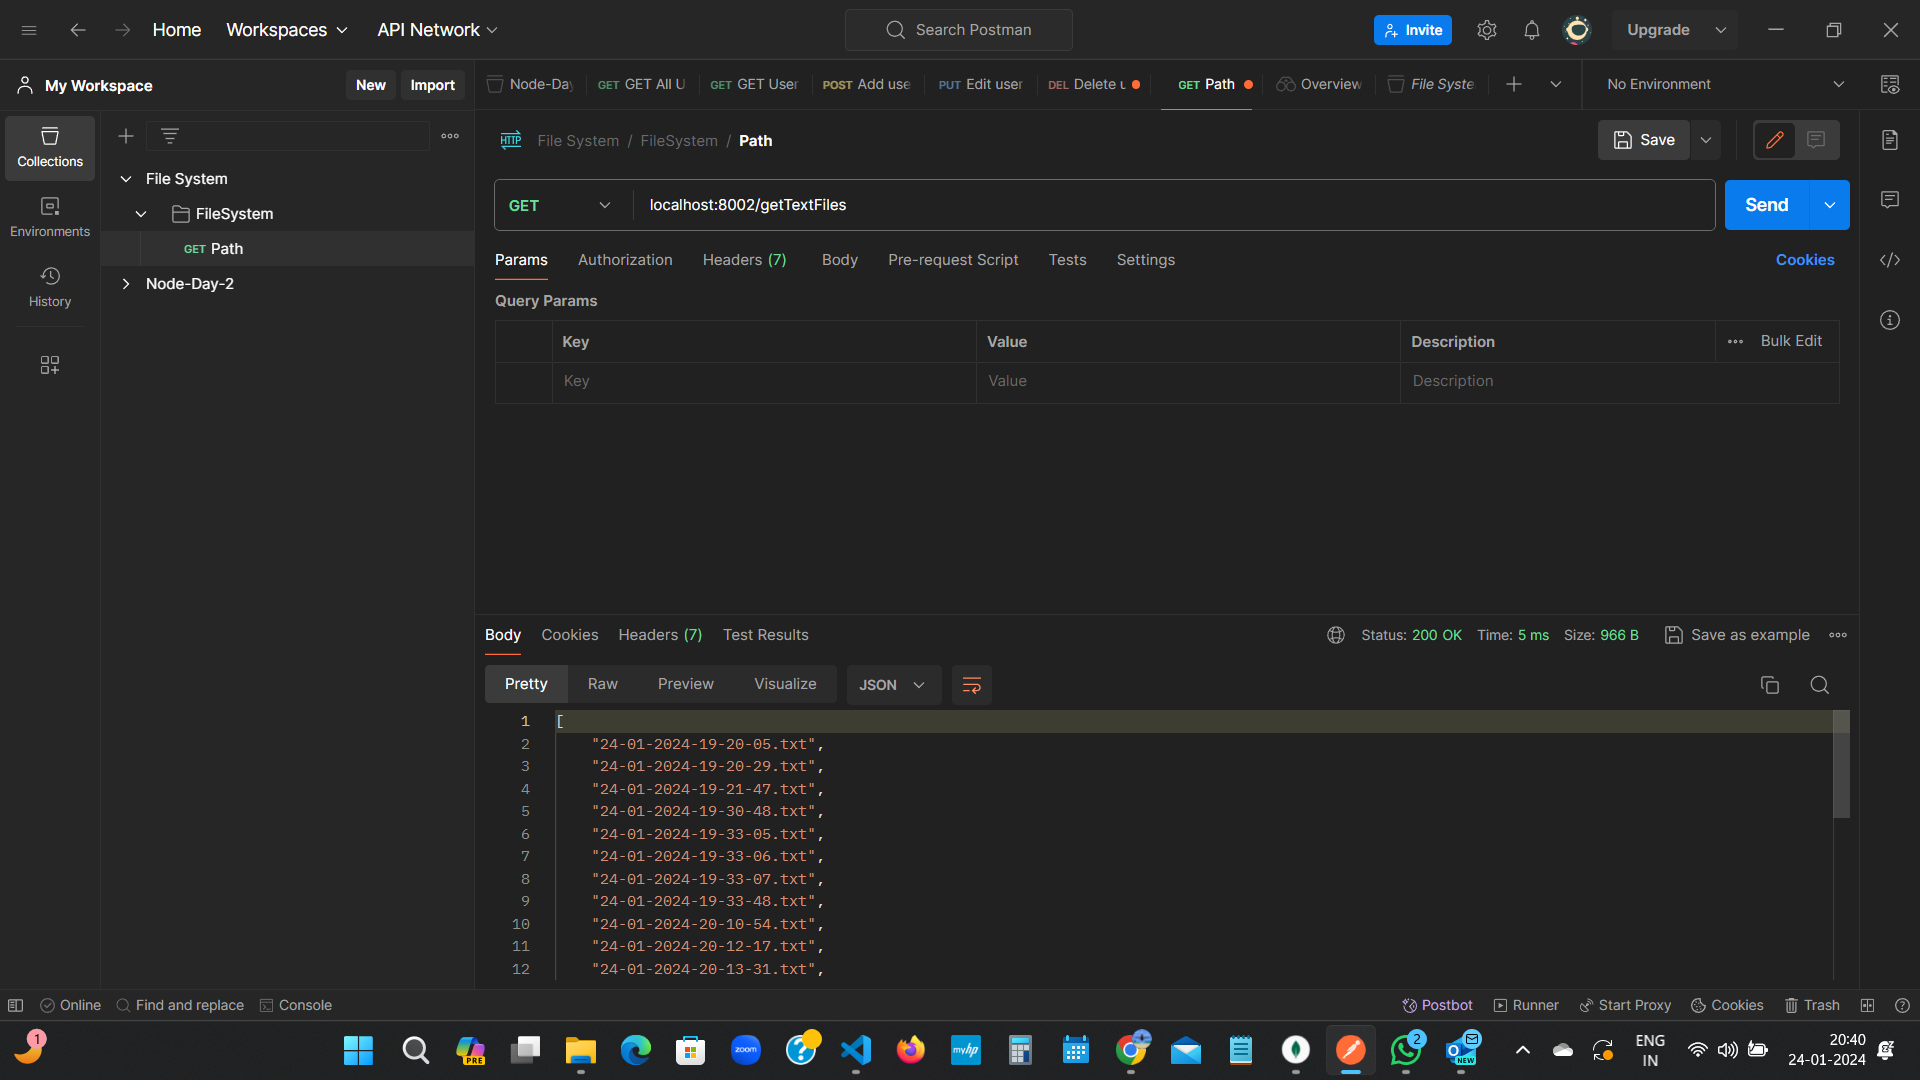 Home Workspaces API Network Search Postman Invite Upgrade
My Workspace New Import Node-Day GET GET All U GET GET User POST Add use PUT Edit user DEL Delete u GET Path Overview File Syste No Environment
Collections
Environments
History
File System
FileSystem
GET Path
Node-Day-2
HTTP File System / FileSystem / Path Save
GET localhost:8002/getTextFiles Send
Params Authorization Headers (7) Body Pre-request Script Tests Settings Cookies
Query Params
Key Value Description Bulk Edit
Key Value Description
Body Cookies Headers (7) Test Results Status: 200 OK Time: 5 ms Size: 966 B Save as example
Pretty Raw Preview Visualize JSON
1 [
2 "24-01-2024-19-20-05.txt",
3 "24-01-2024-19-20-29.txt",
4 "24-01-2024-19-21-47.txt",
5 "24-01-2024-19-30-48.txt",
6 "24-01-2024-19-33-05.txt",
7 "24-01-2024-19-33-06.txt",
8 "24-01-2024-19-33-07.txt",
9 "24-01-2024-19-33-48.txt",
10 "24-01-2024-20-10-54.txt",
11 "24-01-2024-20-12-17.txt",
12 "24-01-2024-20-13-31.txt",
Online Find and replace Console Postbot Runner Start Proxy Cookies Trash
1 PRE zoom myhp 2 NEW ENG 20:40
IN 24-01-2024